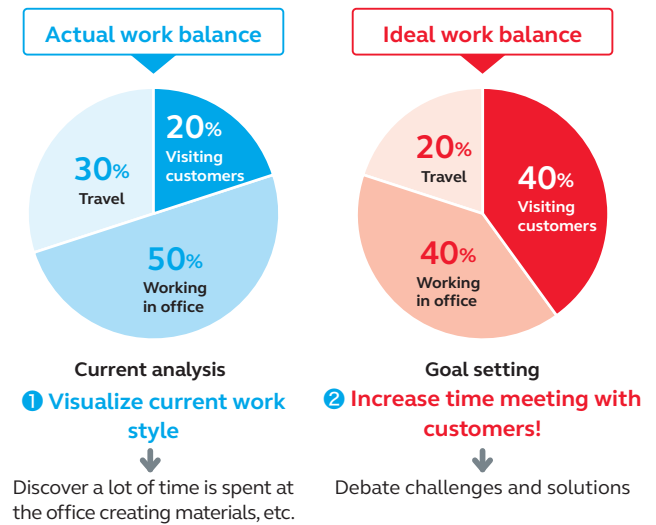 Actual work balance
20%
Visiting
customers
30%
Travel
50%
Working
in office
Current analysis
❶ Visualize current work
style
Discover a lot of time is spent at
the office creating materials, etc.
Ideal work balance
20%
Travel
40%
Visiting
customers
40%
Working
in office
Goal setting
❷ Increase time meeting with
customers!
Debate challenges and solutions